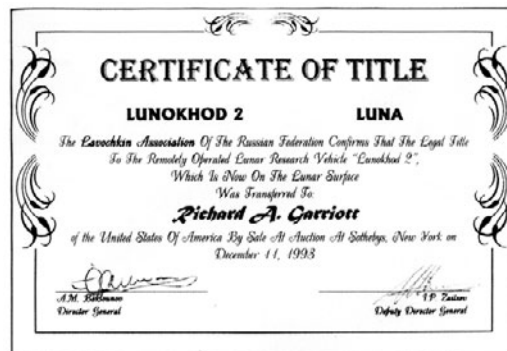 CERTIFICATE OF TITLE
LUNOKHOD 2 LUNA
The Lavochkin Association Of The Russian Federation Confirms That The Legal Title
To The Remotely Operated Lunar Research Vehicle "Lunokhod 2",
Which Is Now On The Lunar Surface
Was Transferred To:
Richard A. Garriott
of the United States Of America By Sale At Auction At Sothebys, New York on
December 11, 1993
A.M. I.P.
Director General Deputy Director General